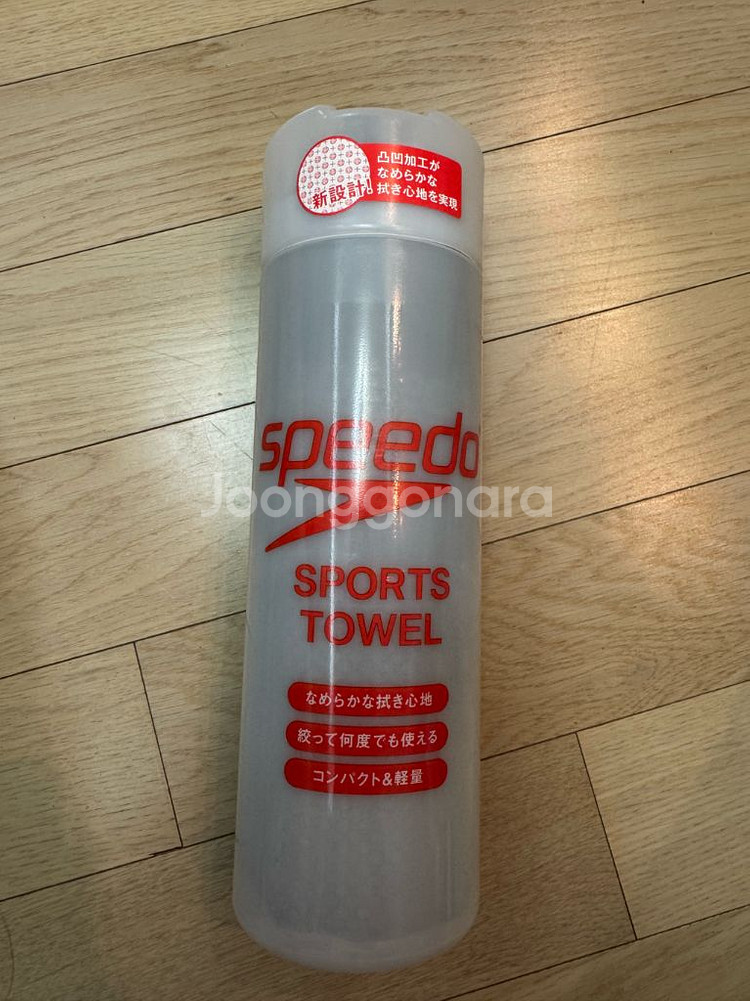 新設計!
凸凹加工が
なめらかな
拭き心地を実現
speedo
Joonggonara
SPORTS
TOWEL
なめらかな拭き心地
絞って何度でも使える
コンパクト&軽量